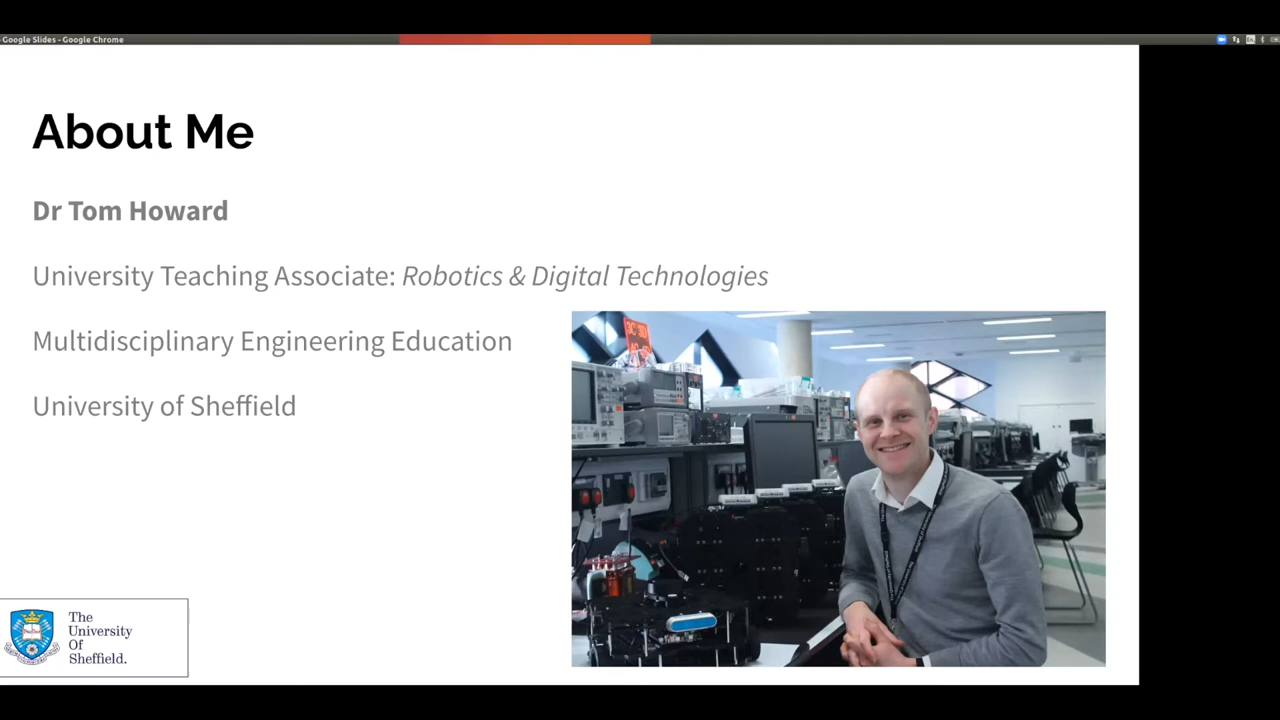 Google Slides - Google Chrome
About Me
Dr Tom Howard
University Teaching Associate: Robotics & Digital Technologies
Multidisciplinary Engineering Education
University of Sheffield
The
University
Of
Sheffield.